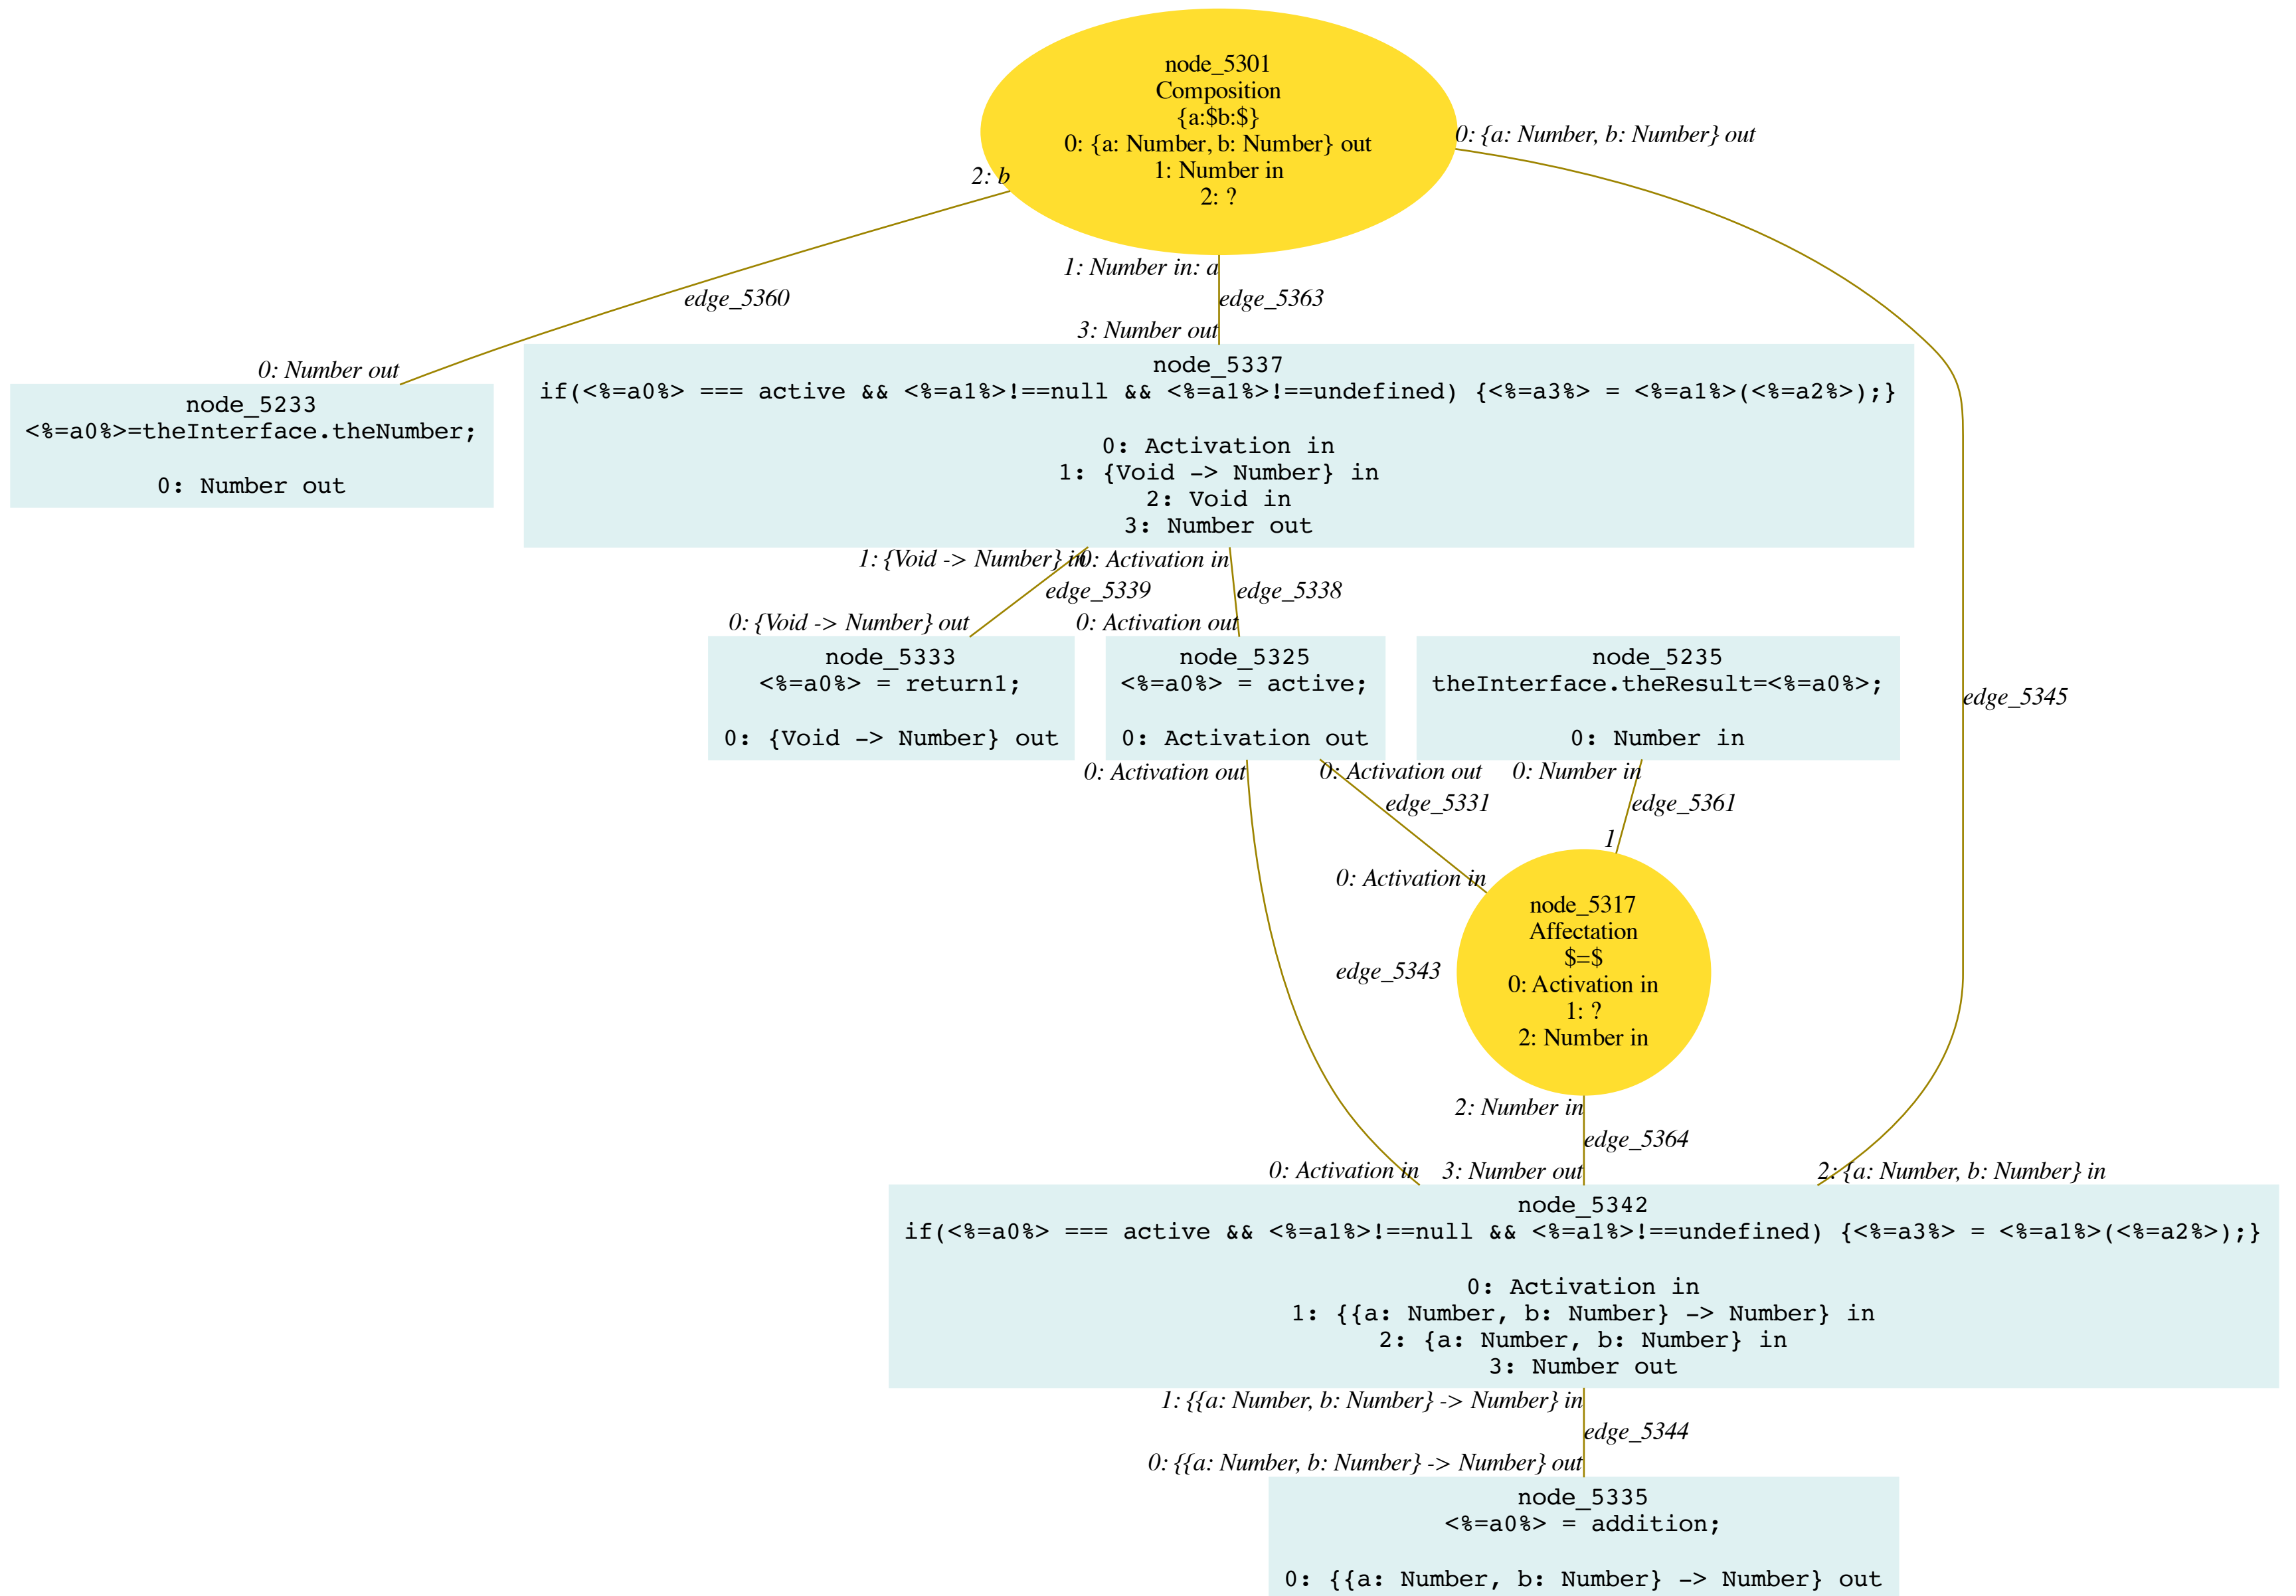 node_5301
Composition
{a:$b:$}
0: {a: Number, b: Number} out
1: Number in
2: ?
0: {a: Number, b: Number} out
2: b
1: Number in: a
edge_5360
edge_5363
0: Number out
3: Number out
node_5233
<%=a0%>=theInterface.theNumber;
0: Number out
node_5337
if(<%=a0%> === active && <%=a1%>!==null && <%=a1%>!==undefined) {<%=a3%> = <%=a1%>(<%=a2%>);}
0: Activation in
1: {Void -> Number} in
2: Void in
3: Number out
1: {Void -> Number} in
0: Activation in
edge_5339
edge_5338
0: {Void -> Number} out
0: Activation out
node_5333
<%=a0%> = return1;
0: {Void -> Number} out
node_5325
<%=a0%> = active;
0: Activation out
node_5235
theInterface.theResult=<%=a0%>;
0: Number in
edge_5345
0: Activation out
0: Activation out
0: Number in
edge_5331
edge_5361
1
0: Activation in
node_5317
Affectation
$=$
0: Activation in
1: ?
2: Number in
edge_5343
2: Number in
edge_5364
0: Activation in
3: Number out
2: {a: Number, b: Number} in
node_5342
if(<%=a0%> === active && <%=a1%>!==null && <%=a1%>!==undefined) {<%=a3%> = <%=a1%>(<%=a2%>);}
0: Activation in
1: {{a: Number, b: Number} -> Number} in
2: {a: Number, b: Number} in
3: Number out
1: {{a: Number, b: Number} -> Number} in
edge_5344
0: {{a: Number, b: Number} -> Number} out
node_5335
<%=a0%> = addition;
0: {{a: Number, b: Number} -> Number} out